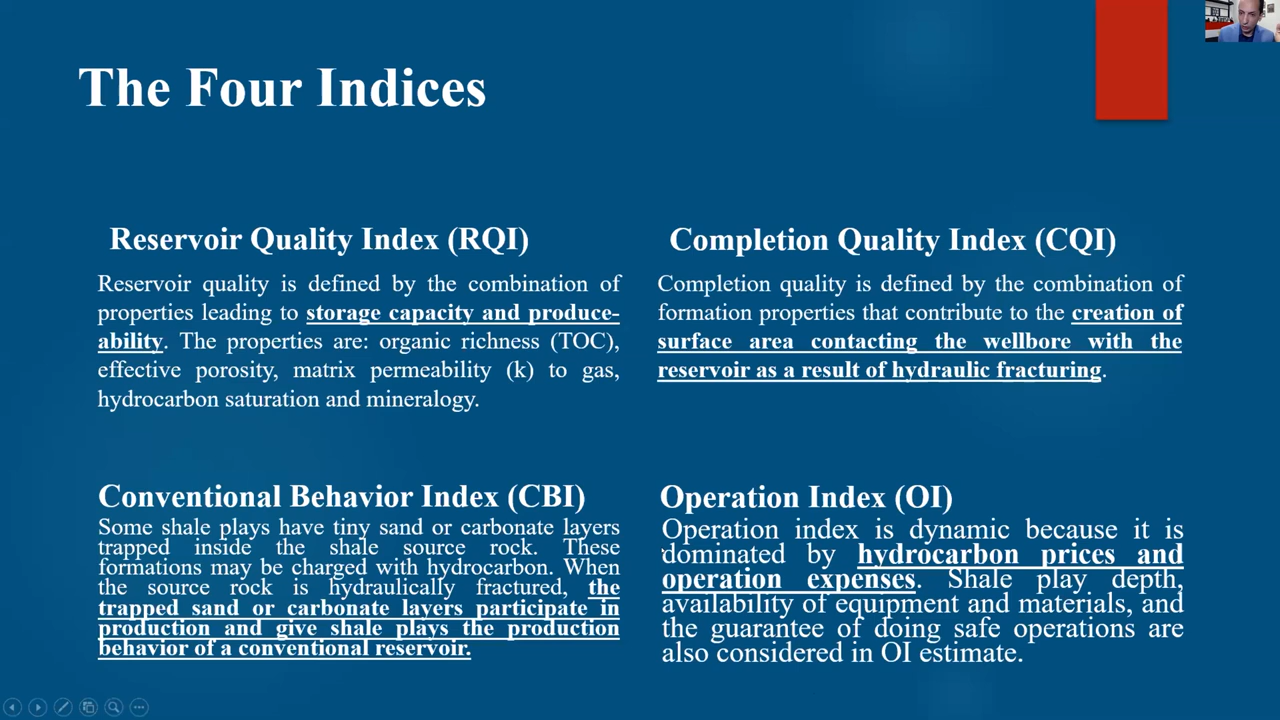 The Four Indices
Reservoir Quality Index (RQI)
Reservoir quality is defined by the combination of
properties leading to storage capacity and produce-
ability. The properties are: organic richness (TOC),
effective porosity, matrix permeability (k) to gas,
hydrocarbon saturation and mineralogy.
Completion Quality Index (CQI)
Completion quality is defined by the combination of
formation properties that contribute to the creation of
surface area contacting the wellbore with the
reservoir as a result of hydraulic fracturing.
Conventional Behavior Index (CBI)
Some shale plays have tiny sand or carbonate layers
trapped inside the shale source rock. These
formations may be charged with hydrocarbon. When
the source rock is hydraulically fractured, the
trapped sand or carbonate layers participate in
production and give shale plays the production
behavior of a conventional reservoir.
Operation Index (OI)
Operation index is dynamic because it is
dominated by hydrocarbon prices and
operation expenses. Shale play depth,
availability of equipment and materials, and
the guarantee of doing safe operations are
also considered in OI estimate.